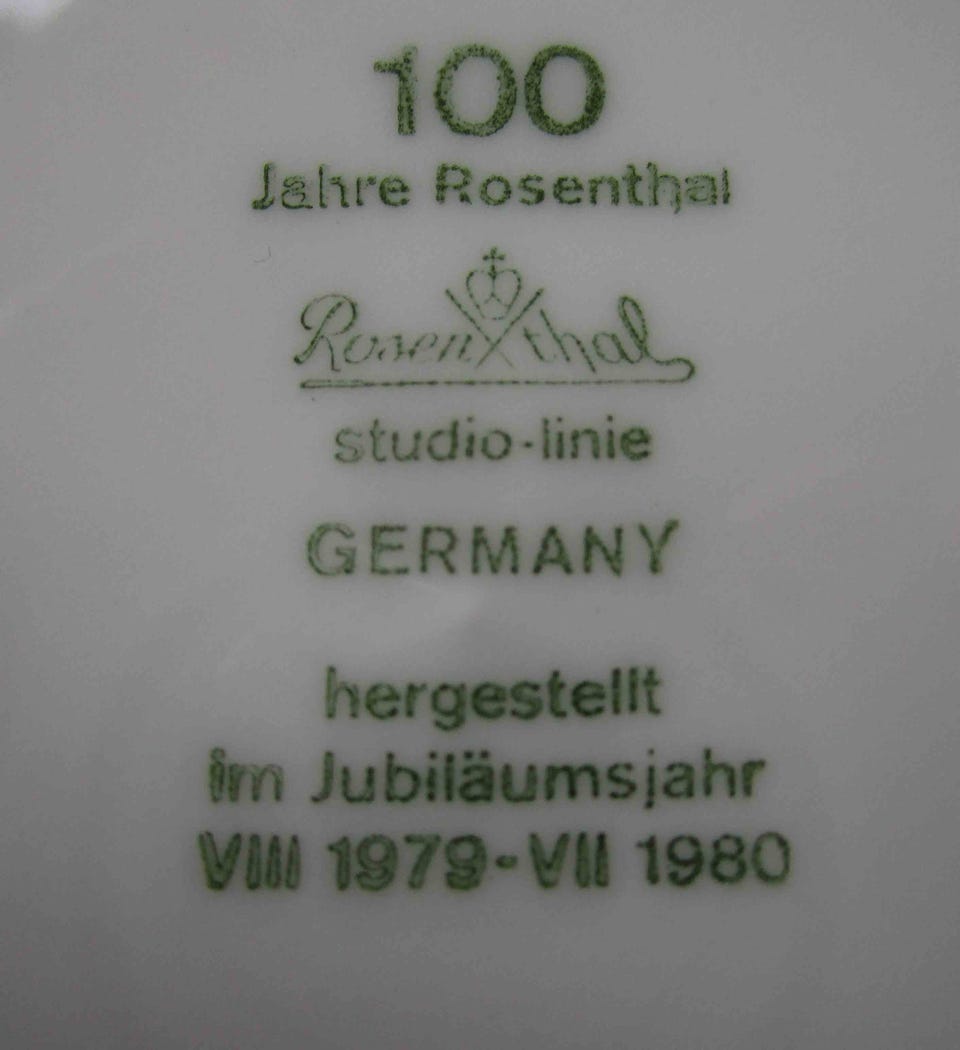 100
Jahre Rosenthal
Rosenthal
studio-linie
GERMANY
hergestellt
im Jubiläumsjahr
VIII 1979-VII 1980